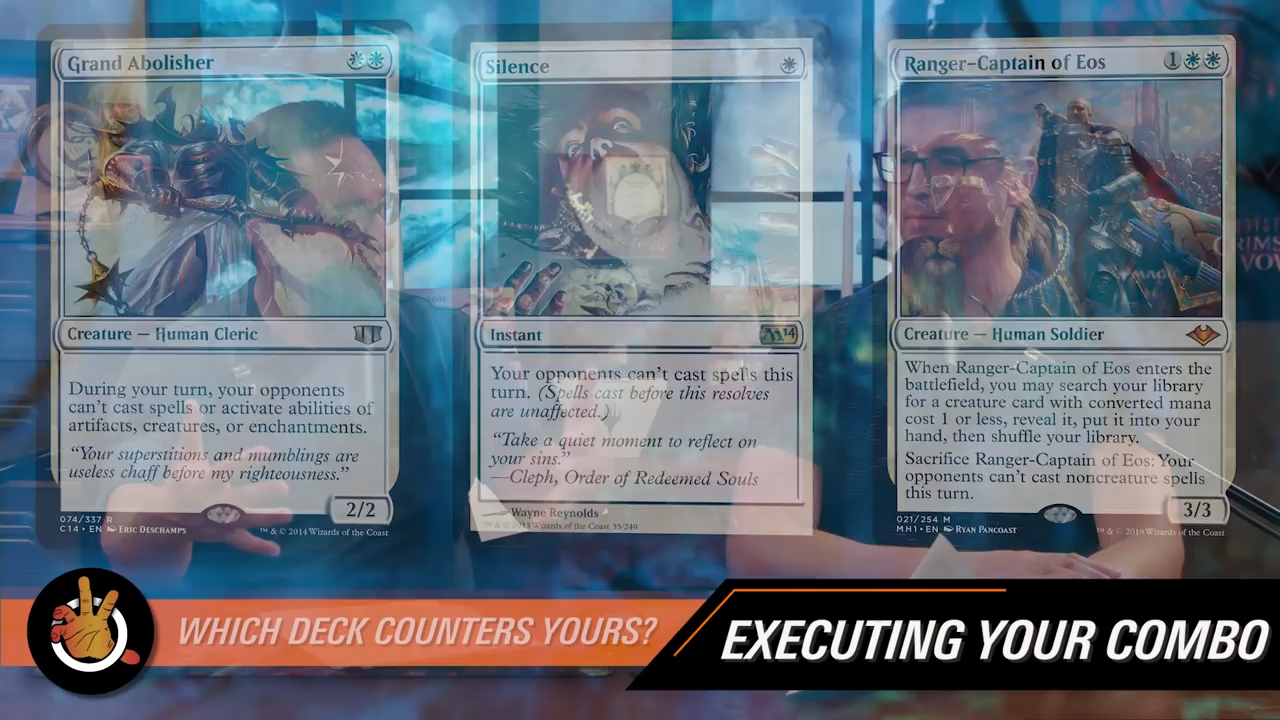 Grand Abolisher
Creature — Human Cleric
During your turn, your opponents
can't cast spells or activate abilities of
artifacts, creatures, or enchantments.
"Your superstitions and mumblings are
useless chaff before my righteousness."
2/2
074/337 R
C14 • EN ERIC DESCHAMPS
™ & © 2014 Wizards of the Coast
Silence
Instant
M14
Your opponents can't cast spells this
turn. (Spells cast before this resolves
are unaffected.)
"Take a quiet moment to reflect on
your sins."
—Cleph, Order of Redeemed Souls
Wayne Reynolds
™ & © 2013 Wizards of the Coast 35/249
Ranger-Captain of Eos
1
Creature — Human Soldier
When Ranger-Captain of Eos enters the
battlefield, you may search your library
for a creature card with converted mana
cost 1 or less, reveal it, put it into your
hand, then shuffle your library.
Sacrifice Ranger-Captain of Eos: Your
opponents can't cast noncreature spells
this turn.
3/3
021/254 M
MH1 • EN RYAN PANCOAST
™ & © 2019 Wizards of the Coast
WHICH DECK COUNTERS YOURS?
EXECUTING YOUR COMBO